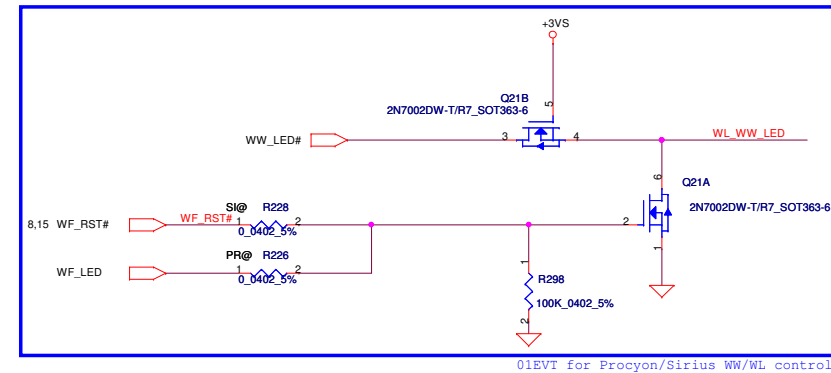 +3VS
Q21B
2N7002DW-T/R7_SOT363-6
5
WW_LED#
3
4
WL_WW_LED
6
Q21A
2N7002DW-T/R7_SOT363-6
2
1
SI@ R228
8,15 WF_RST#
WF_RST#
1
2
0_0402_5%
PR@ R226
WF_LED
1
2
0_0402_5%
1
R298
100K_0402_5%
2
01EVT for Procyon/Sirius WW/WL control